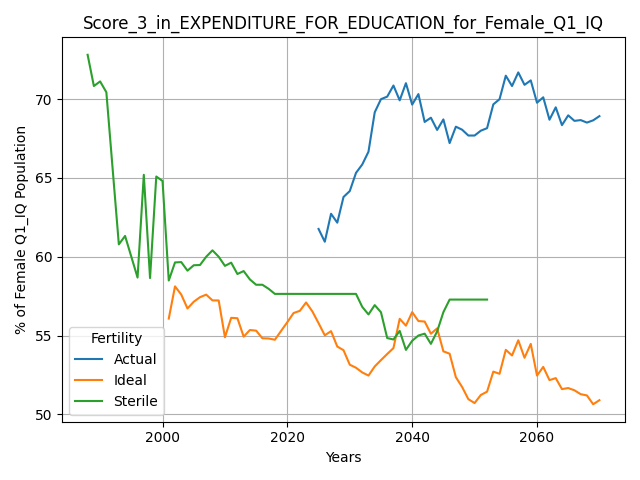 Score_3_in_EXPENDITURE_FOR_EDUCATION_for_Female_Q1_IQ
% of Female Q1_IQ Population
70
65
60
55
50
Fertility
Actual
Ideal
Sterile
2000
2020
2040
2060
Years